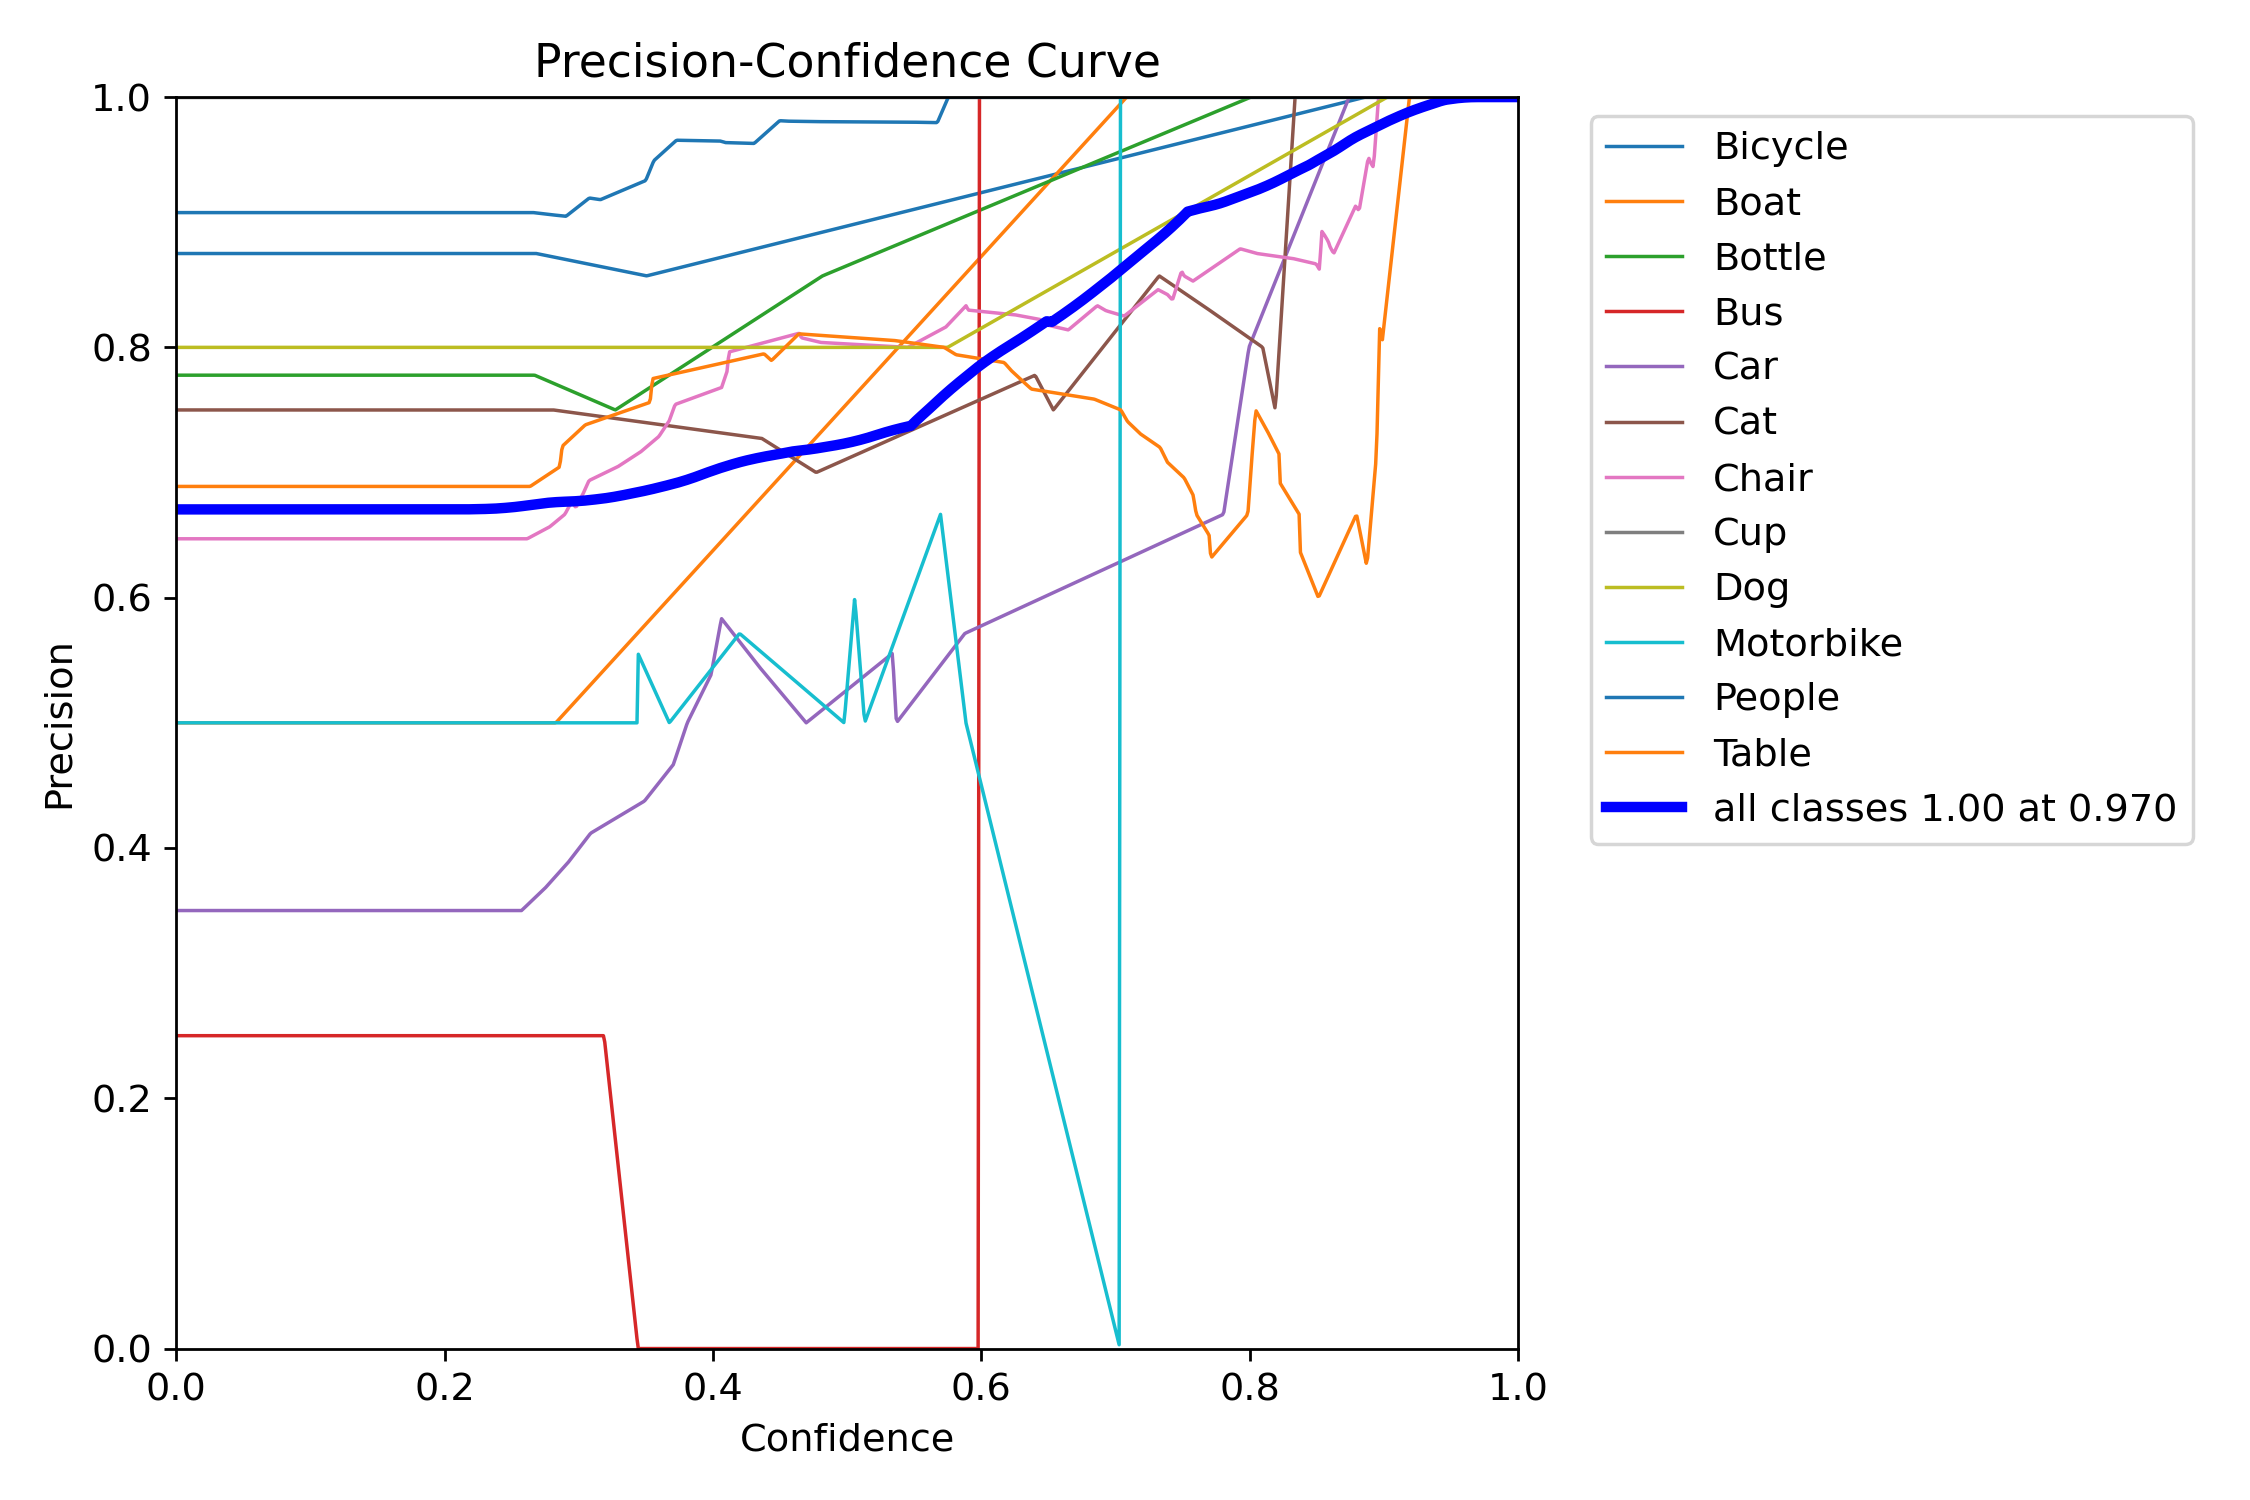 Precision-Confidence Curve
1.0
0.8
0.6
0.4
0.2
0.0
Precision
0.0 0.2 0.4 0.6 0.8 1.0
Confidence
Bicycle
Boat
Bottle
Bus
Car
Cat
Chair
Cup
Dog
Motorbike
People
Table
all classes 1.00 at 0.970